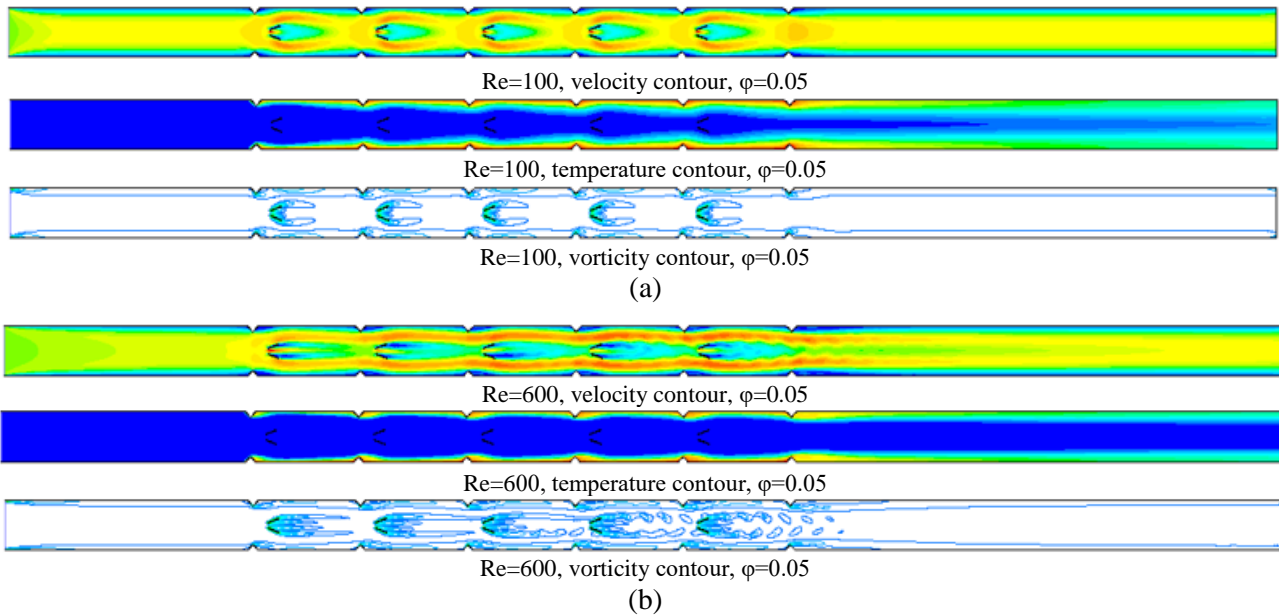 Re=100, velocity contour, φ=0.05
Re=100, temperature contour, φ=0.05
Re=100, vorticity contour, φ=0.05
(a)
Re=600, velocity contour, φ=0.05
Re=600, temperature contour, φ=0.05
Re=600, vorticity contour, φ=0.05
(b)